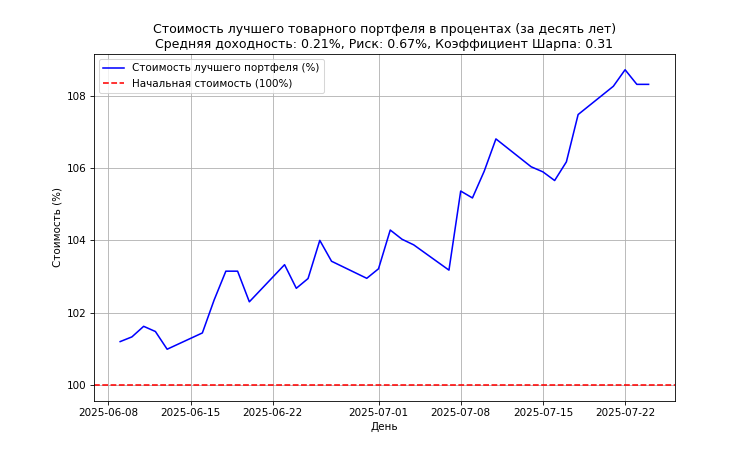 Стоимость лучшего товарного портфеля в процентах (за десять лет)
Средняя доходность: 0.21%, Риск: 0.67%, Коэффициент Шарпа: 0.31
Стоимость лучшего портфеля (%)
Начальная стоимость (100%)
Стоимость (%)
108
106
104
102
100
2025-06-08 2025-06-15 2025-06-22 2025-07-01 2025-07-08 2025-07-15 2025-07-22
День